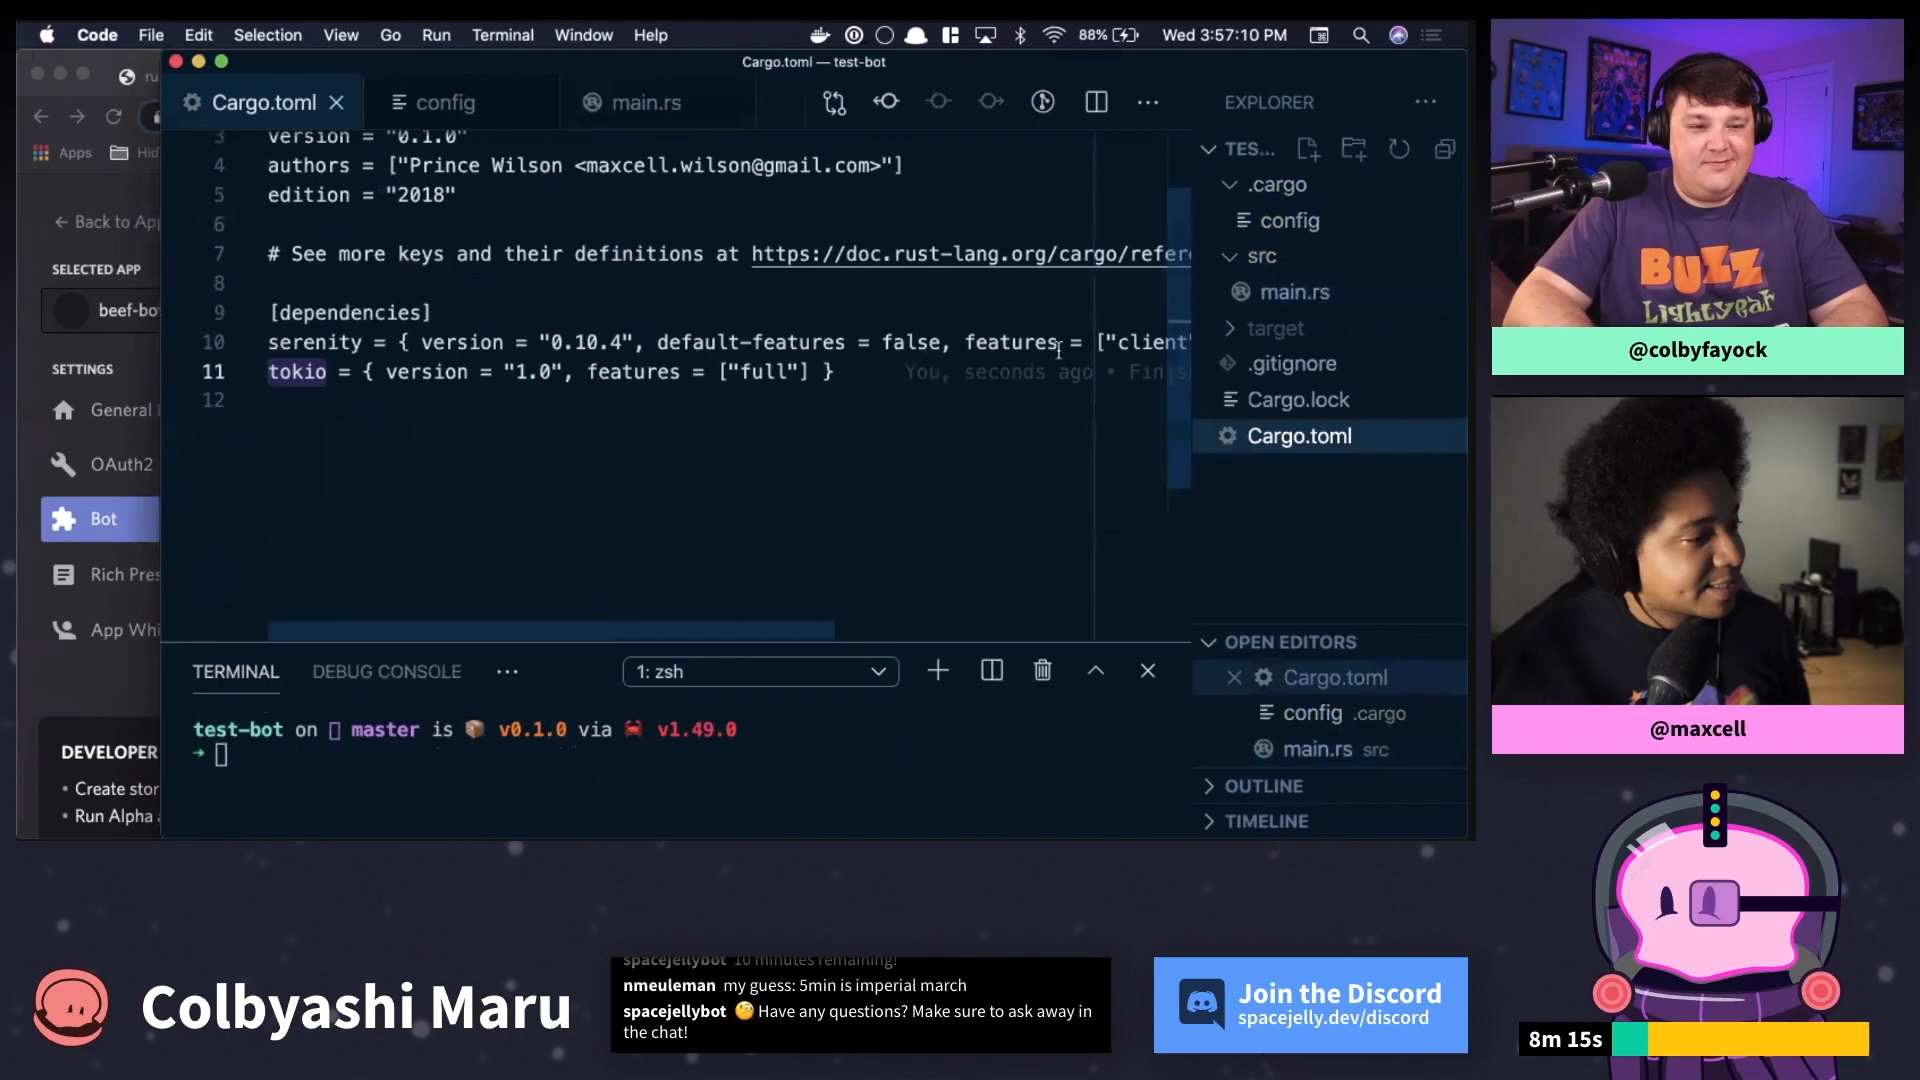 Code File Edit Selection View Go Run Terminal Window Help 88% Wed 3:57:10 PM
Cargo.toml — test-bot
Cargo.toml config main.rs
3 version = "0.1.0"
4 authors = ["Prince Wilson <maxcell.wilson@gmail.com>"]
5 edition = "2018"
6
7 # See more keys and their definitions at https://doc.rust-lang.org/cargo/refer
8
9 [dependencies]
10 serenity = { version = "0.10.4", default-features = false, features = ["client"
11 tokio = { version = "1.0", features = ["full"] } You, seconds ago • Fin
12
EXPLORER
TES...
.cargo
config
src
main.rs
target
.gitignore
Cargo.lock
Cargo.toml
OPEN EDITORS
Cargo.toml
config .cargo
main.rs src
OUTLINE
TIMELINE
TERMINAL DEBUG CONSOLE 1: zsh
test-bot on master is v0.1.0 via v1.49.0
ru
Apps Hid
← Back to App
SELECTED APP
beef-bo
SETTINGS
General
OAuth2
Bot
Rich Pres
App Whi
DEVELOPER
• Create stor
• Run Alpha
BUZZ
Lightyear
@colbyfayock
@maxcell
Colbyashi Maru
spacejellybot 10 minutes remaining!
nmeuleman my guess: 5min is imperial march
spacejellybot 🧐 Have any questions? Make sure to ask away in
the chat!
Join the Discord
spacejelly.dev/discord
8m 15s